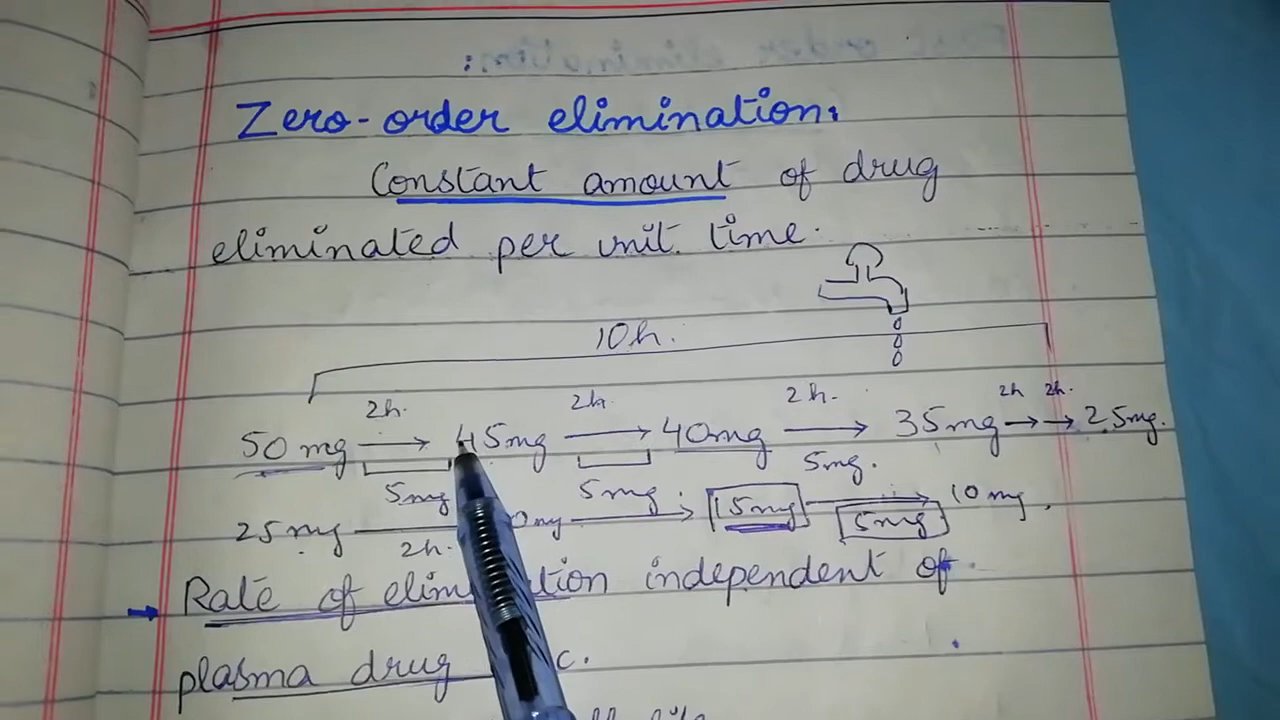 Zero-order elimination:
Constant amount of drug
eliminated per unit time.
10h.
2h. 2h. 2h. 2h 2h.
50 mg → 45mg → 40mg → 35mg → → 25mg.
5mg 5mg. 5mg.
25 mg 0mg → 15mg → 10 mg.
2h. 5mg
→ Rate of elim tion independent of
plasma drug c.